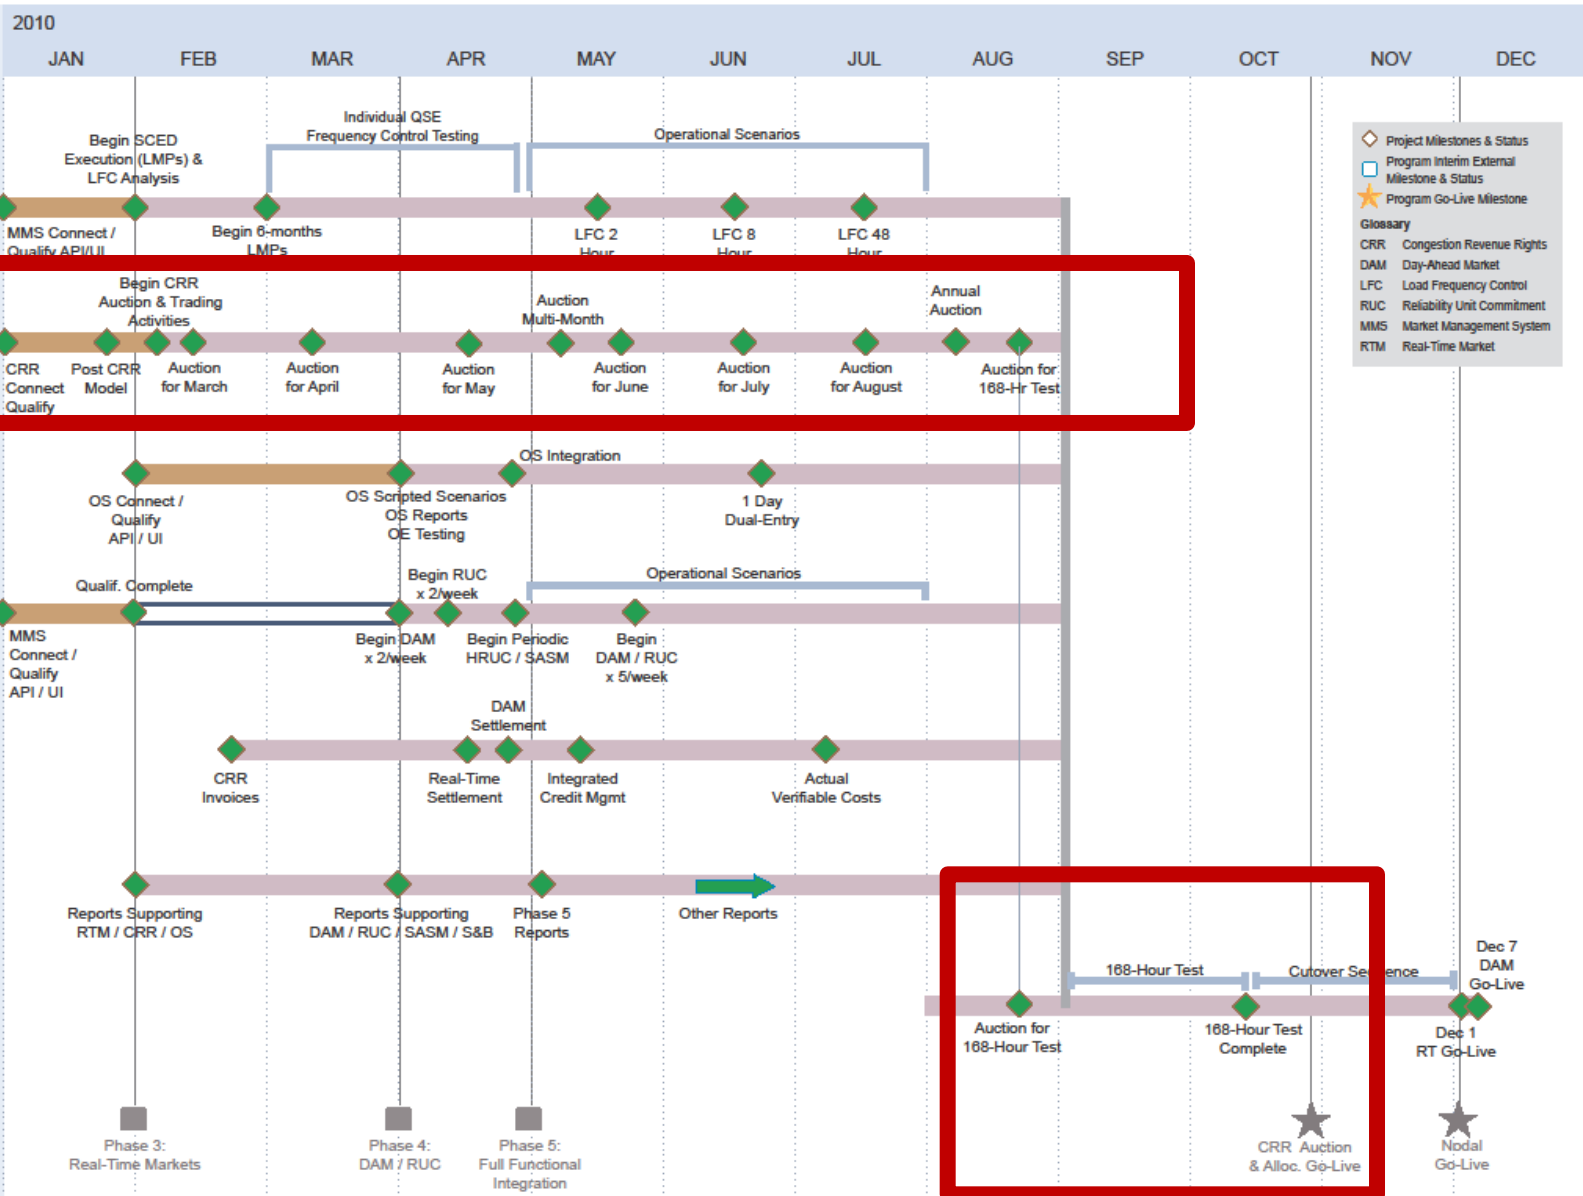 2010
JAN FEB MAR APR MAY JUN JUL AUG SEP OCT NOV DEC
Begin SCED
Execution (LMPs) &
LFC Analysis
Individual QSE
Frequency Control Testing
Operational Scenarios
MMS Connect /
Qualify API/UI
Begin 6-months
LMPs
LFC 2
Hour
LFC 8
Hour
LFC 48
Hour
Project Milestones & Status
Program Interim External
Milestone & Status
Program Go-Live Milestone
Glossary
CRR Congestion Revenue Rights
DAM Day-Ahead Market
LFC Load Frequency Control
RUC Reliability Unit Commitment
MMS Market Management System
RTM Real-Time Market
Begin CRR
Auction & Trading
Activities
Auction
Multi-Month
Annual
Auction
CRR
Connect
Qualify
Post CRR
Model
Auction
for March
Auction
for April
Auction
for May
Auction
for June
Auction
for July
Auction
for August
Auction for
168-Hr Test
OS Integration
OS Connect /
Qualify
API / UI
OS Scripted Scenarios
OS Reports
OE Testing
1 Day
Dual-Entry
Qualif. Complete
Begin RUC
x 2/week
Operational Scenarios
MMS
Connect /
Qualify
API / UI
Begin DAM
x 2/week
Begin Periodic
HRUC / SASM
Begin
DAM / RUC
x 5/week
DAM
Settlement
CRR
Invoices
Real-Time
Settlement
Integrated
Credit Mgmt
Actual
Verifiable Costs
Reports Supporting
RTM / CRR / OS
Reports Supporting
DAM / RUC / SASM / S&B
Phase 5
Reports
Other Reports
168-Hour Test
Cutover Sequence
Dec 7
DAM
Go-Live
Auction for
168-Hour Test
168-Hour Test
Complete
Dec 1
RT Go-Live
Phase 3:
Real-Time Markets
Phase 4:
DAM / RUC
Phase 5:
Full Functional
Integration
CRR Auction
& Alloc. Go-Live
Nodal
Go-Live